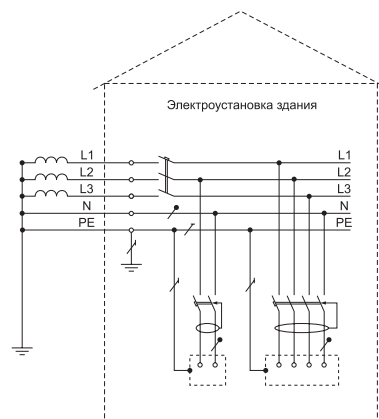 Электроустановка здания
L1 L1
L2 L2
L3 L3
N N
PE PE